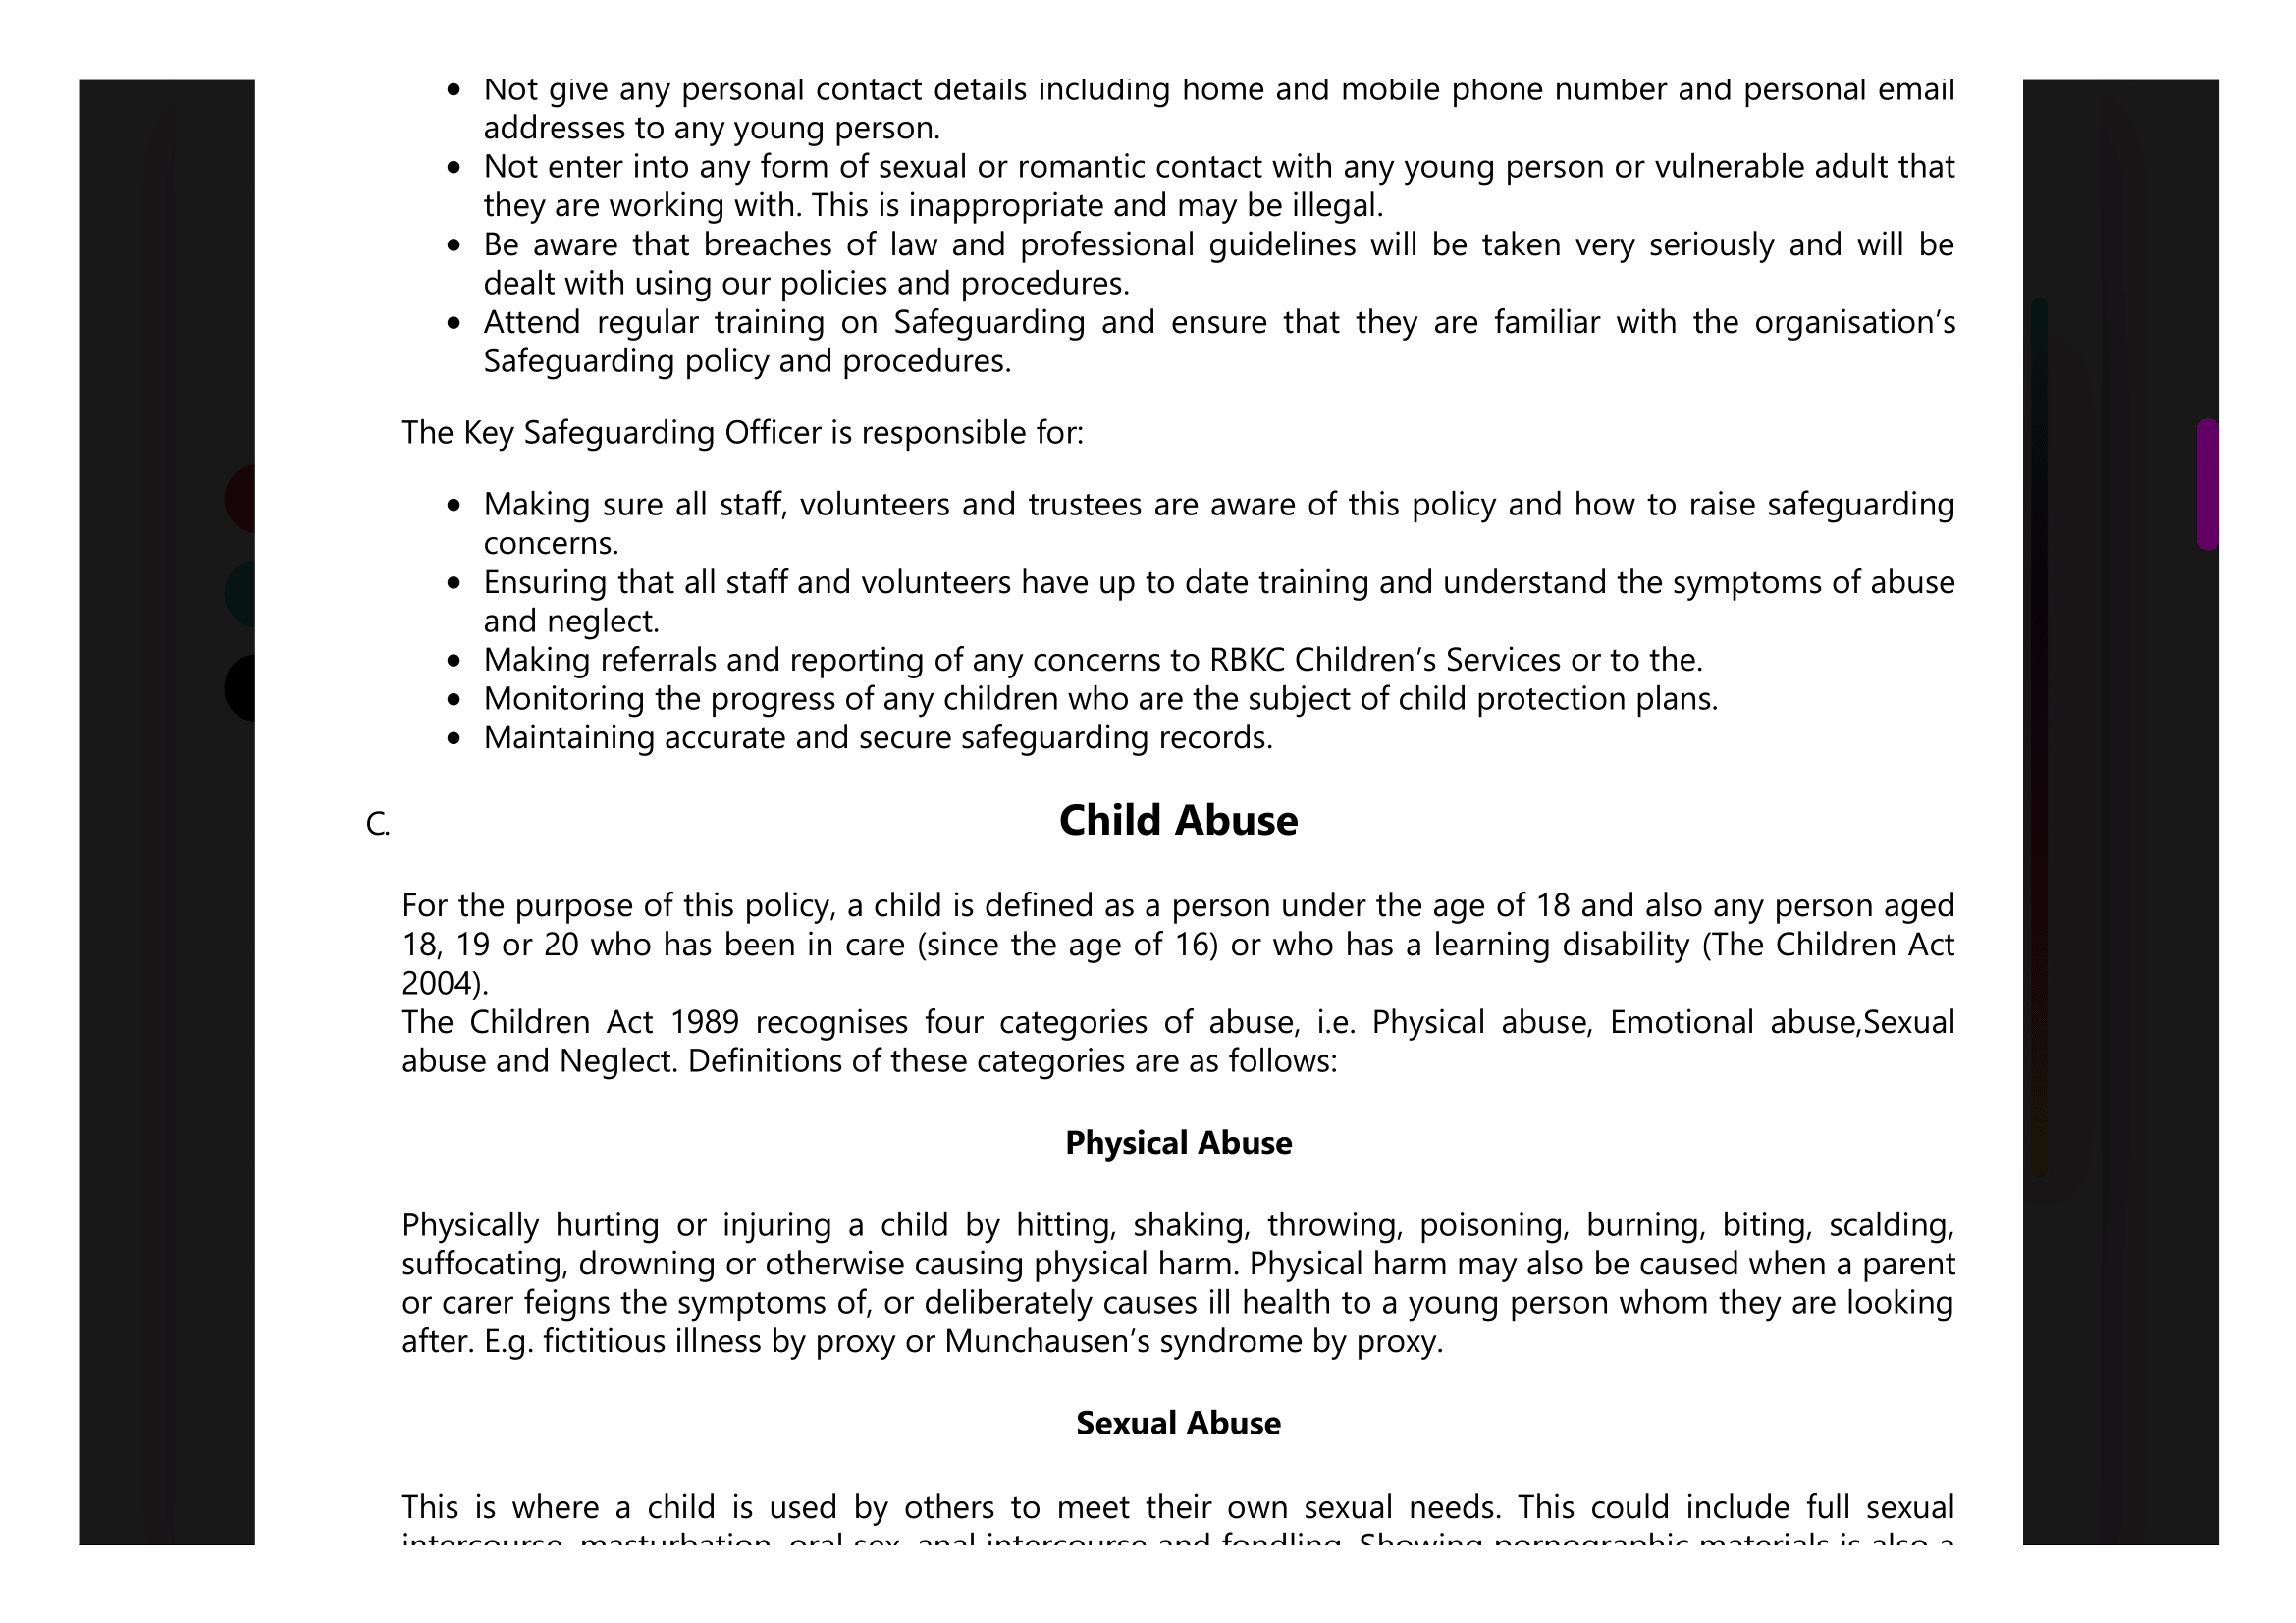 • Not give any personal contact details including home and mobile phone number and personal email
addresses to any young person.
• Not enter into any form of sexual or romantic contact with any young person or vulnerable adult that
they are working with. This is inappropriate and may be illegal.
• Be aware that breaches of law and professional guidelines will be taken very seriously and will be
dealt with using our policies and procedures.
• Attend regular training on Safeguarding and ensure that they are familiar with the organisation’s
Safeguarding policy and procedures.
The Key Safeguarding Officer is responsible for:
• Making sure all staff, volunteers and trustees are aware of this policy and how to raise safeguarding
concerns.
• Ensuring that all staff and volunteers have up to date training and understand the symptoms of abuse
and neglect.
• Making referrals and reporting of any concerns to RBKC Children’s Services or to the.
• Monitoring the progress of any children who are the subject of child protection plans.
• Maintaining accurate and secure safeguarding records.
C. Child Abuse
For the purpose of this policy, a child is defined as a person under the age of 18 and also any person aged
18, 19 or 20 who has been in care (since the age of 16) or who has a learning disability (The Children Act
2004).
The Children Act 1989 recognises four categories of abuse, i.e. Physical abuse, Emotional abuse,Sexual
abuse and Neglect. Definitions of these categories are as follows:
Physical Abuse
Physically hurting or injuring a child by hitting, shaking, throwing, poisoning, burning, biting, scalding,
suffocating, drowning or otherwise causing physical harm. Physical harm may also be caused when a parent
or carer feigns the symptoms of, or deliberately causes ill health to a young person whom they are looking
after. E.g. fictitious illness by proxy or Munchausen’s syndrome by proxy.
Sexual Abuse
This is where a child is used by others to meet their own sexual needs. This could include full sexual
intercourse, masturbation, oral sex, anal intercourse and fondling. Showing pornographic materials is also a